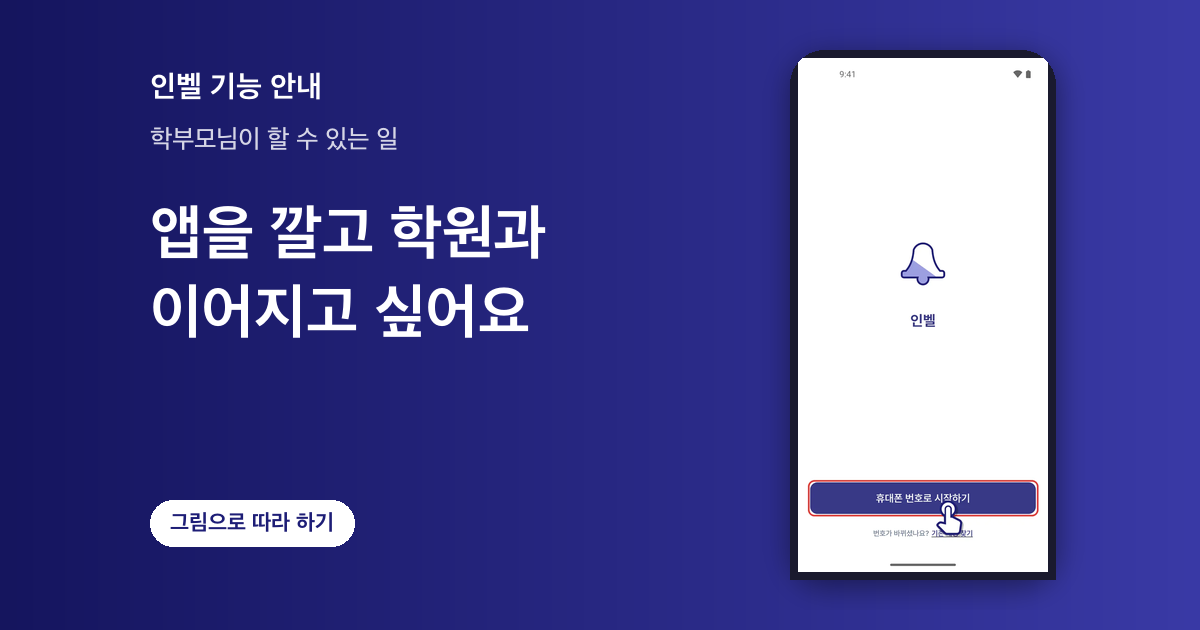 인벨 기능 안내
학부모님이 할 수 있는 일
앱을 깔고 학원과
이어지고 싶어요
그림으로 따라 하기
9:41
인벨
휴대폰 번호로 시작하기
번호가 바뀌셨나요? 찾기